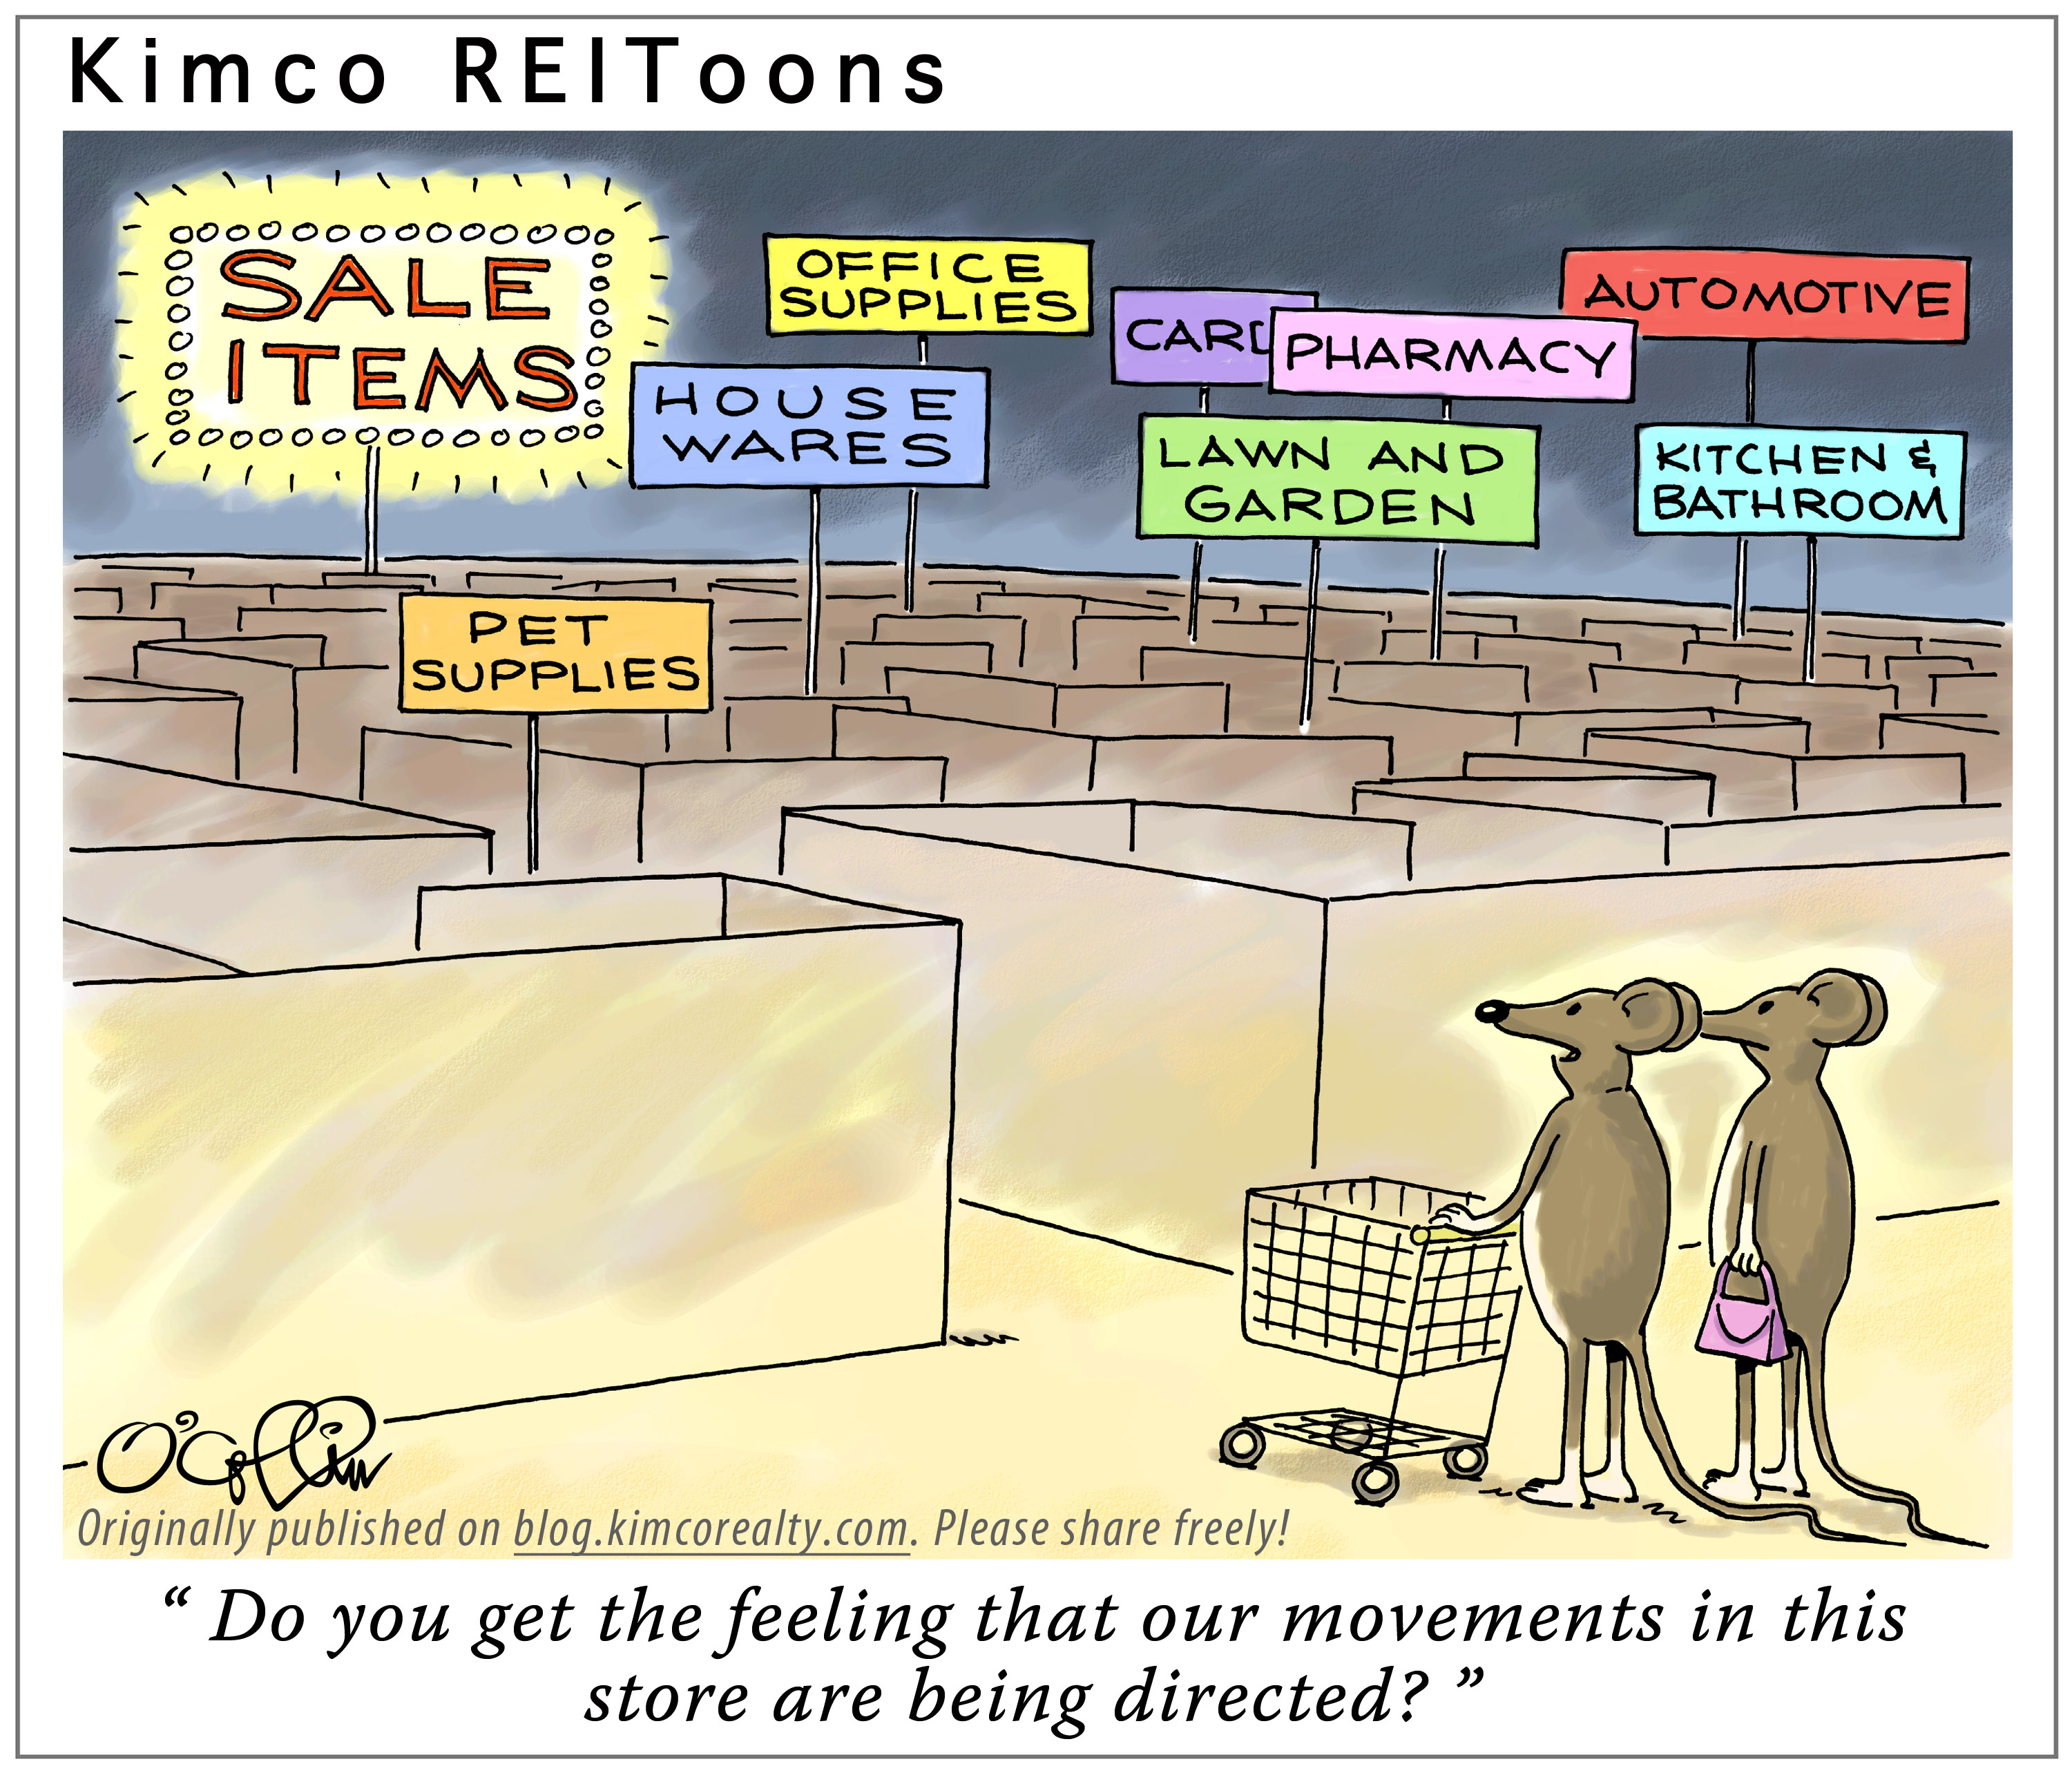 Kimco REIToons
SALE
ITEMS
OFFICE
SUPPLIES
HOUSE
WARES
CARD
PHARMACY
AUTOMOTIVE
LAWN AND
GARDEN
KITCHEN &
BATHROOM
PET
SUPPLIES
Originally published on blog.kimcorealty.com. Please share freely!
“ Do you get the feeling that our movements in this
store are being directed? ”